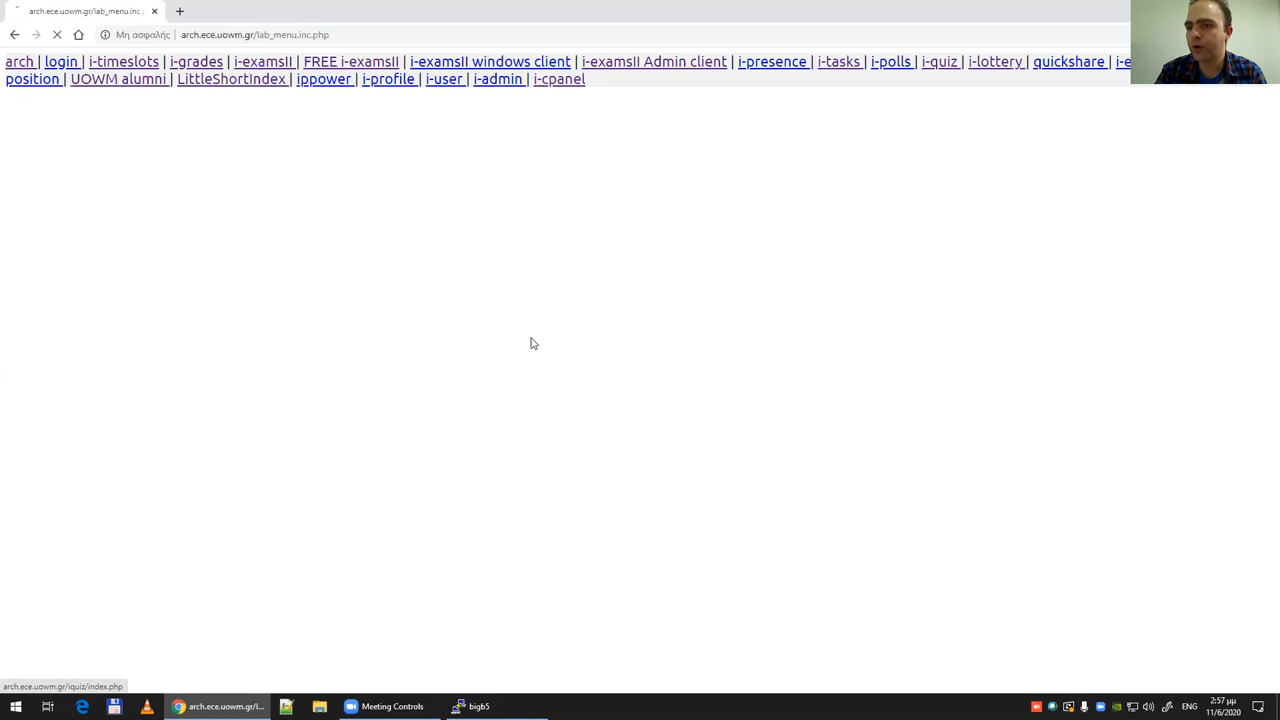 arch.ece.uowm.gr/lab_menu.inc.p
Μη ασφαλής arch.ece.uowm.gr/lab_menu.inc.php
arch | login | i-timeslots | i-grades | i-examsII | FREE i-examsII | i-examsII windows client | i-examsII Admin client | i-presence | i-tasks | i-polls | i-quiz | i-lottery | quickshare | i-e
position | UOWM alumni | LittleShortIndex | ippower | i-profile | i-user | i-admin | i-cpanel
arch.ece.uowm.gr/iquiz/index.php
arch.ece.uowm.gr/l... Meeting Controls bigb5 ENG 2:57 μμ
11/6/2020